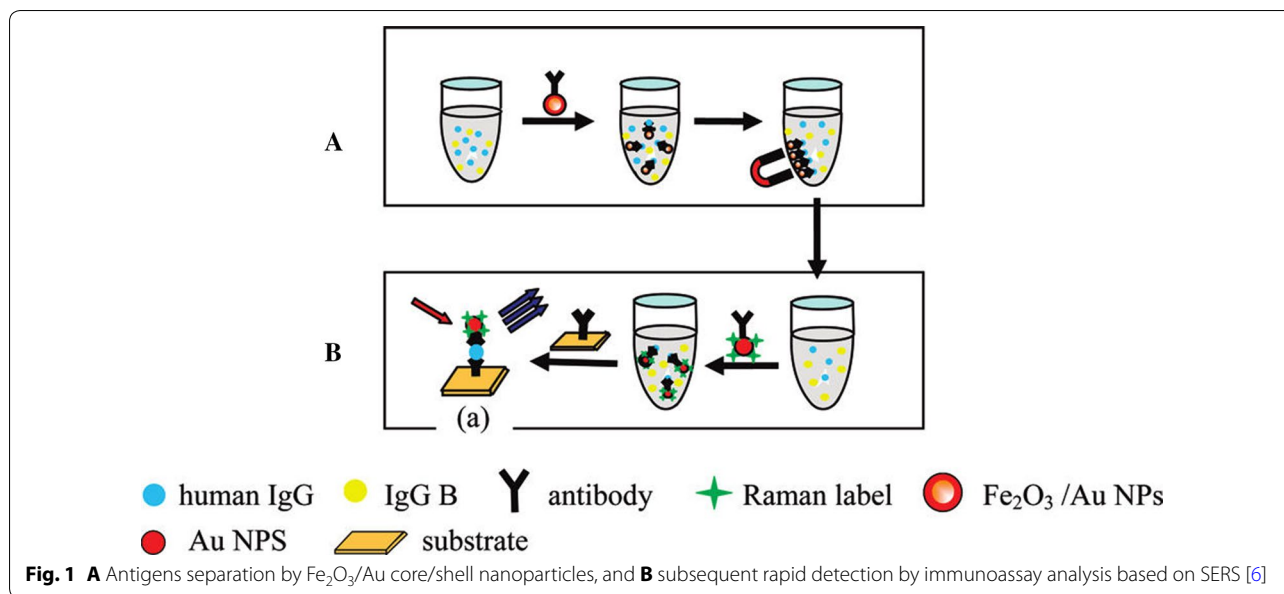 A
B
(a)
human IgG IgG B antibody Raman label Fe₂O₃ /Au NPs
Au NPS substrate
Fig. 1 A Antigens separation by Fe₂O₃/Au core/shell nanoparticles, and B subsequent rapid detection by immunoassay analysis based on SERS [6]